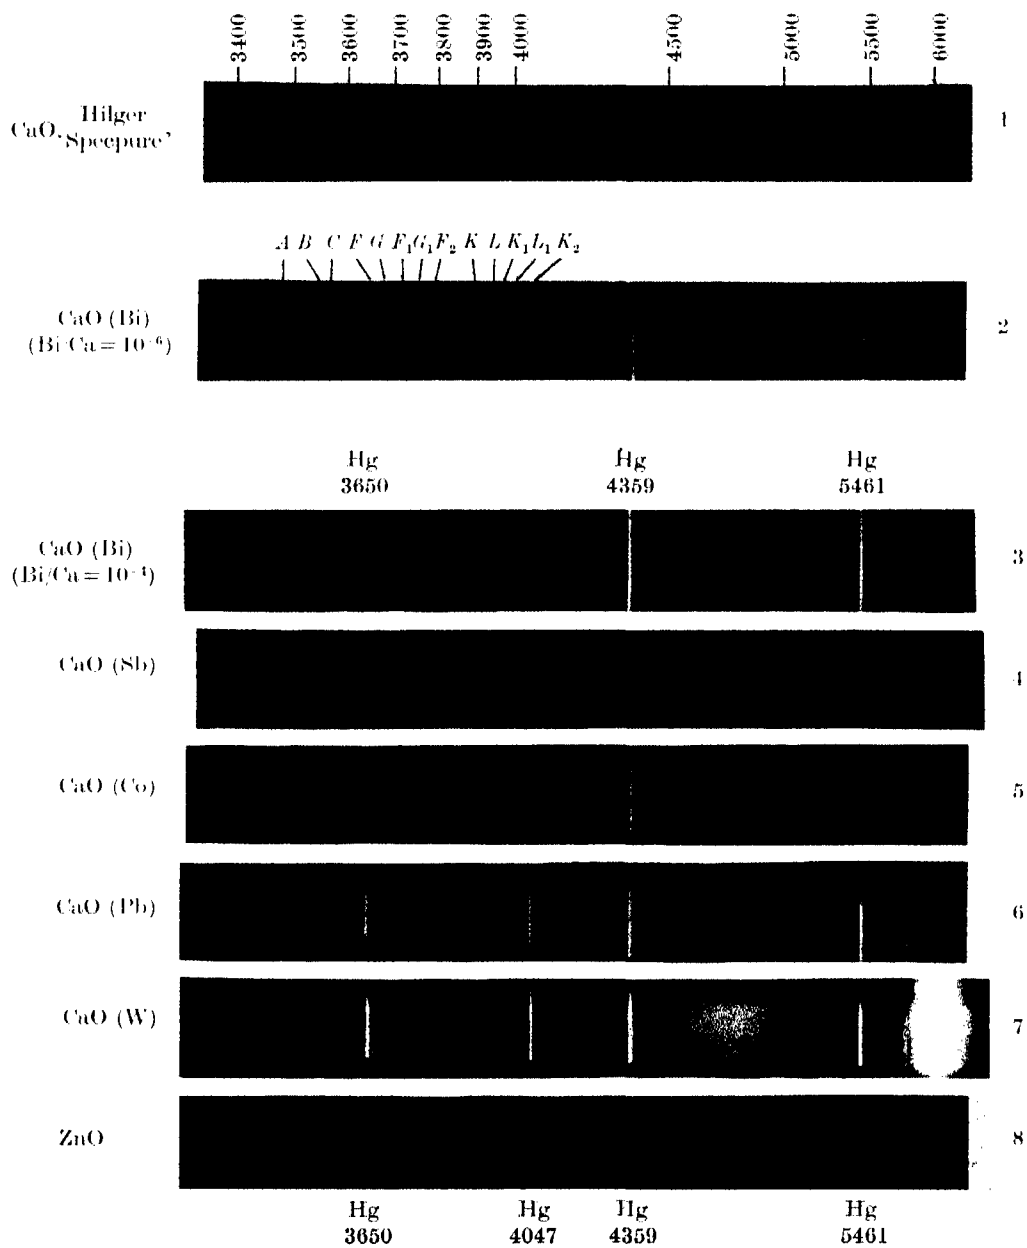 3400 3500 3600 3700 3800 3900 4000 4500 5000 5500 6000
CaO, Hilger
'Specpure'
1
A B C F G F₁ G₁ F₂ K L K₁ L₁ K₂
CaO (Bi)
(Bi/Ca = 10⁻⁶)
2
Hg Hg Hg
3650 4359 5461
CaO (Bi)
(Bi/Ca = 10⁻⁴)
3
CaO (Sb)
4
CaO (Co)
5
CaO (Pb)
6
CaO (W)
7
ZnO
8
Hg Hg Hg Hg
3650 4047 4359 5461